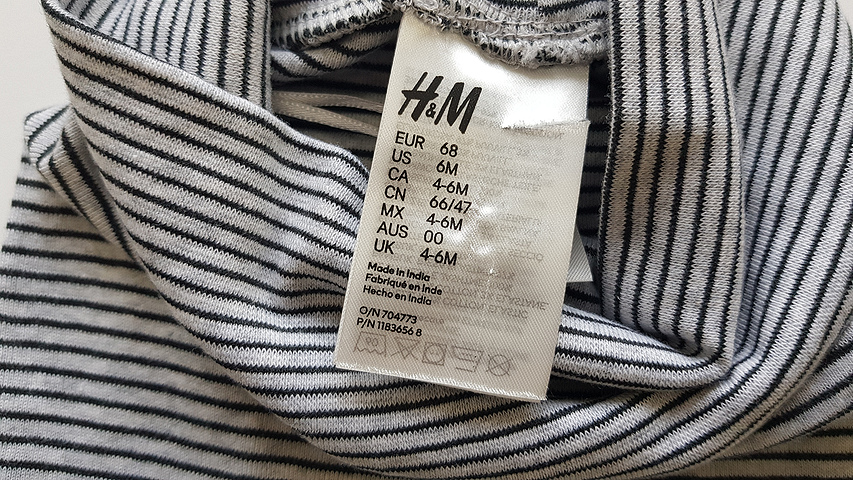 H&M
EUR 68
US 6M
CA 4-6M
CN 66/47
MX 4-6M
AUS 00
UK 4-6M
Made in India
Fabriqué en Inde
Hecho en India
O/N 704773
P/N 1183656 8